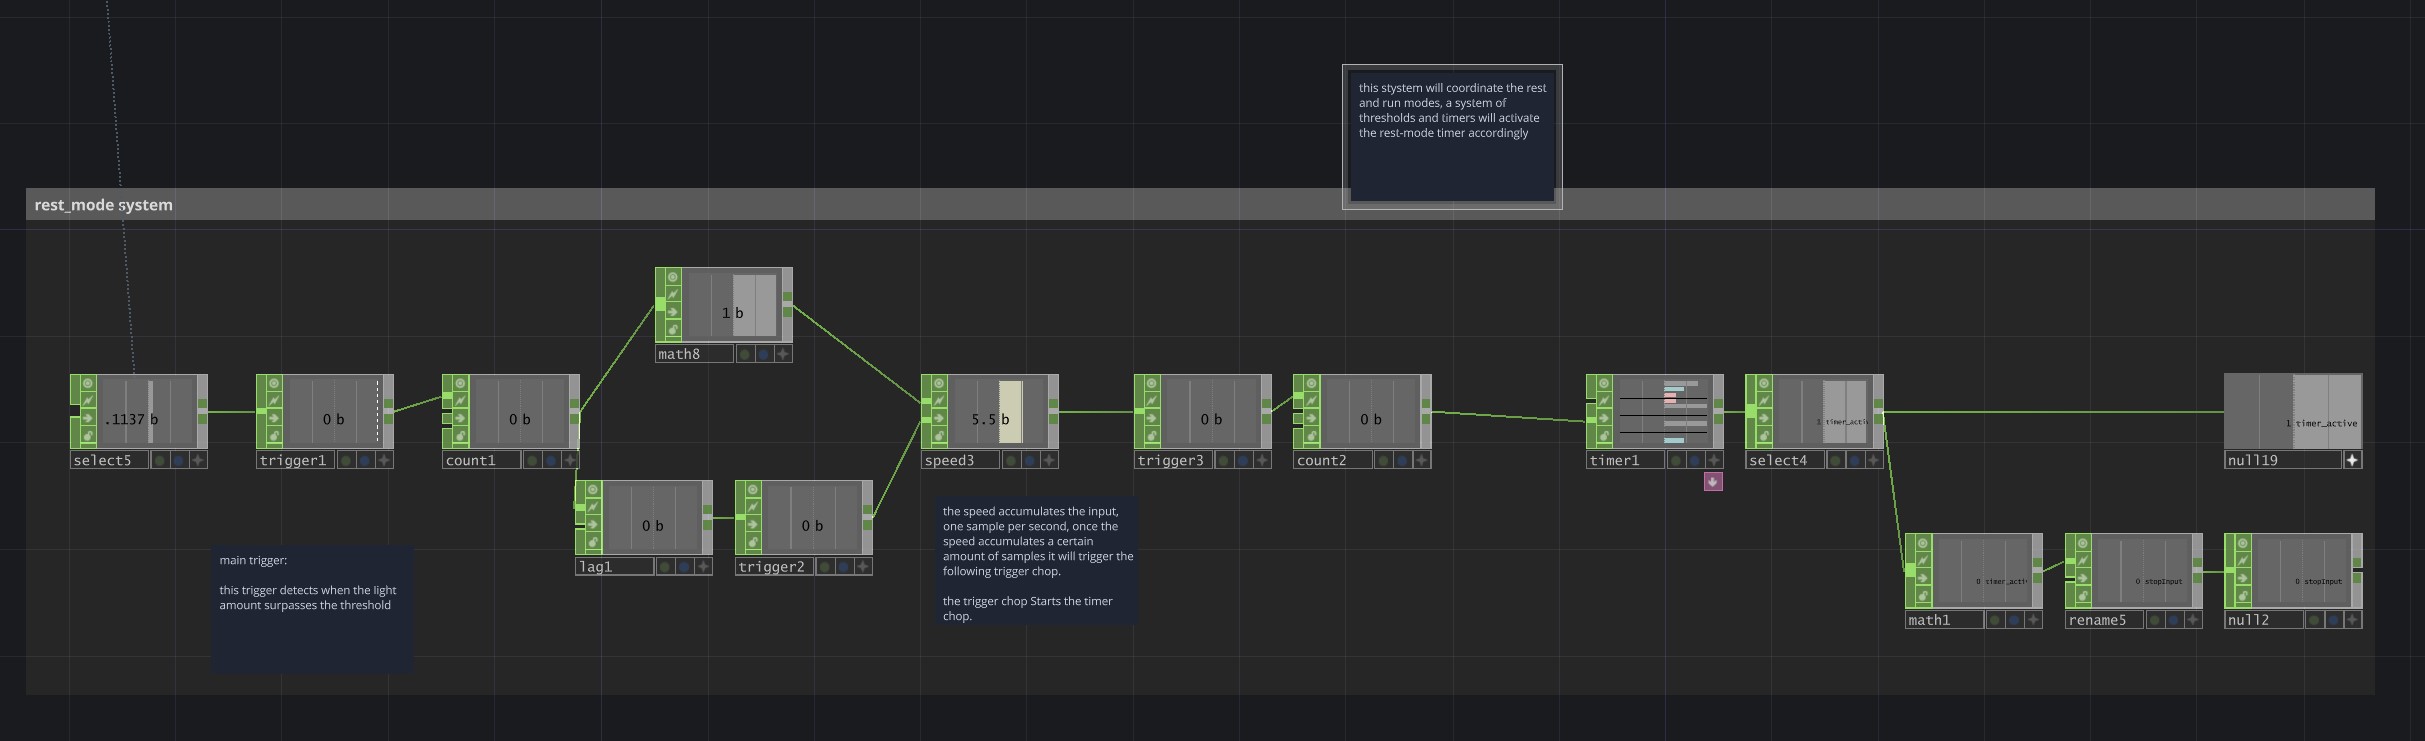 this stystem will coordinate the rest
and run modes, a system of
thresholds and timers will activate
the rest-mode timer accordingly
rest_mode system
1 b
math8
.1137 b
select5
0 b
trigger1
0 b
count1
5.5 b
speed3
0 b
trigger3
0 b
count2
timer1
1 timer_activ
select4
1 timer_active
null19
0 b
lag1
0 b
trigger2
main trigger:
this trigger detects when the light
amount surpasses the threshold
the speed accumulates the input,
one sample per second, once the
speed accumulates a certain
amount of samples it will trigger the
following trigger chop.
the trigger chop Starts the timer
chop.
0 timer_activ
math1
0 stopInput
rename5
0 stopInput
null2